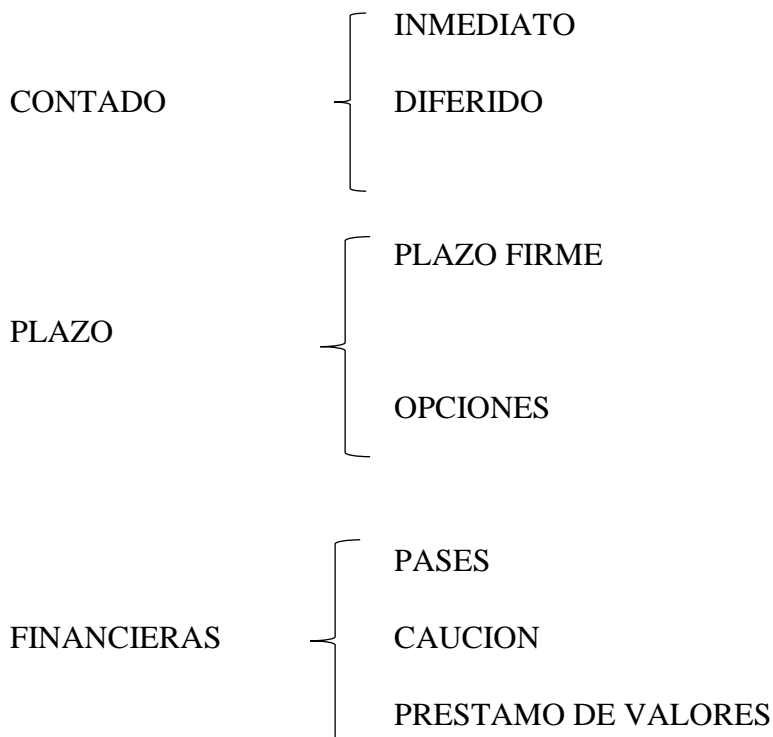 INMEDIATO
CONTADO
DIFERIDO
PLAZO FIRME
PLAZO
OPCIONES
PASES
FINANCIERAS
CAUCION
PRESTAMO DE VALORES